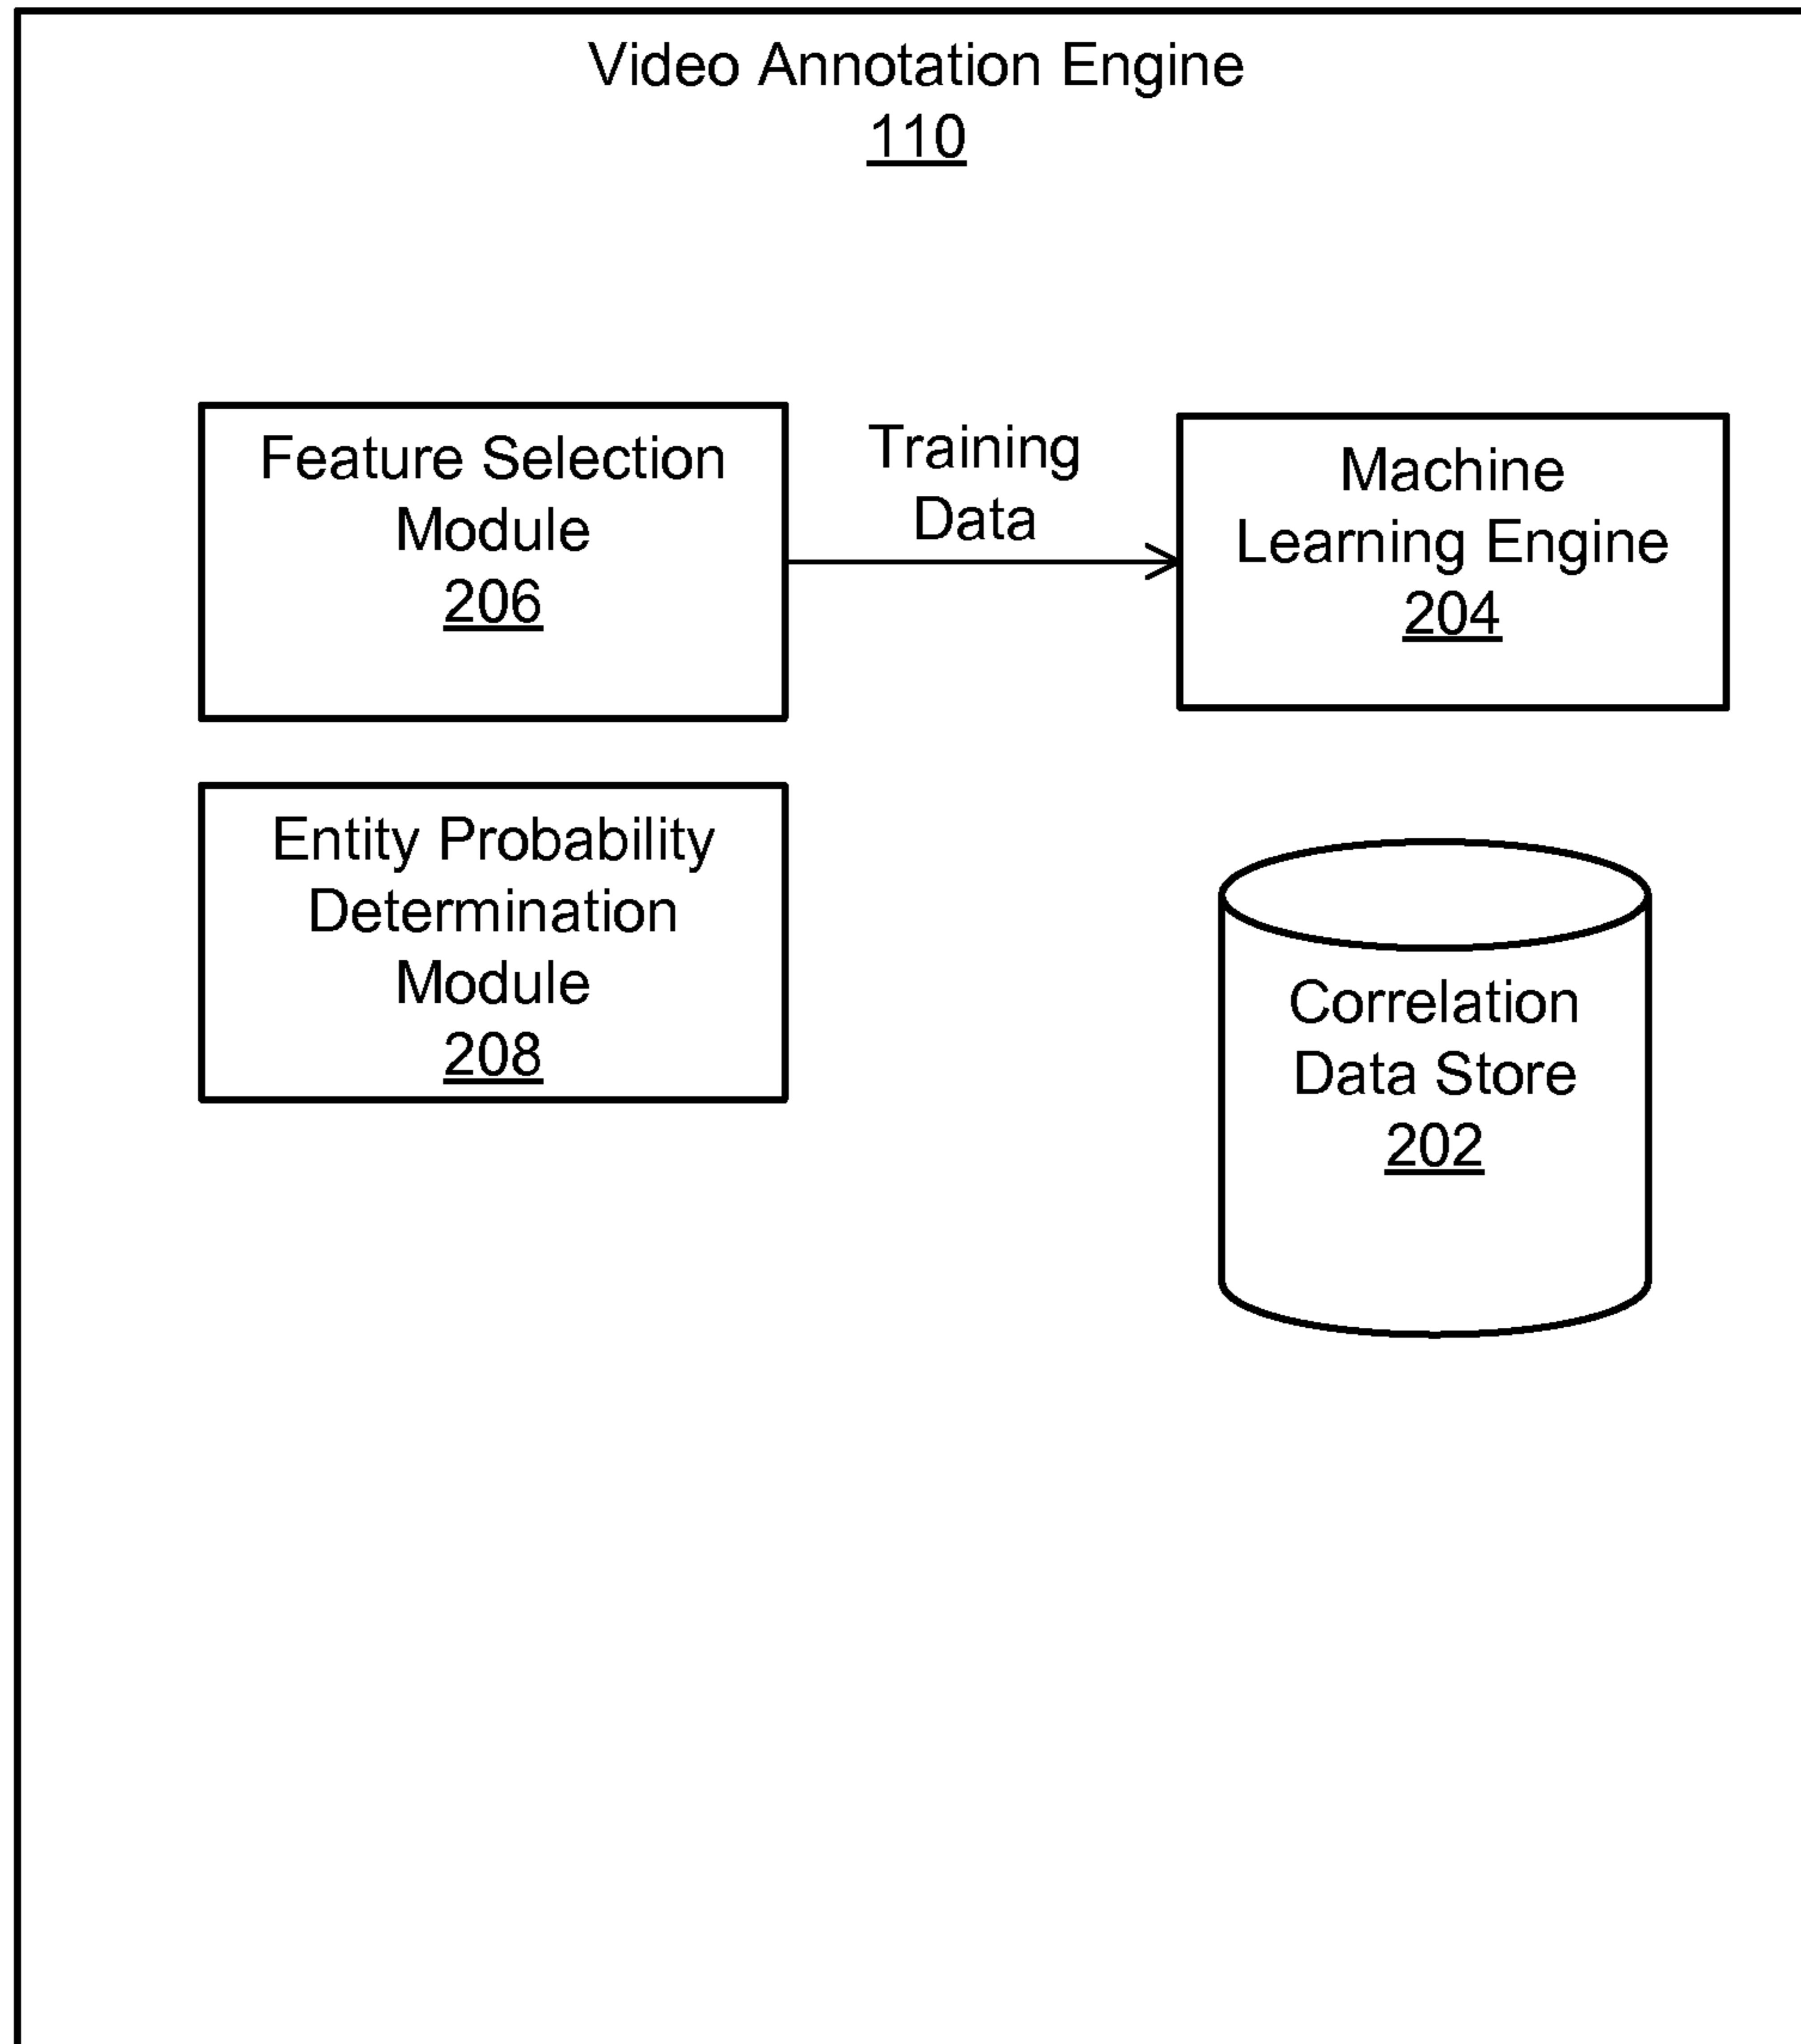 Video Annotation Engine
110
Feature Selection
Module
206
Training
Data
Machine
Learning Engine
204
Entity Probability
Determination
Module
208
Correlation
Data Store
202